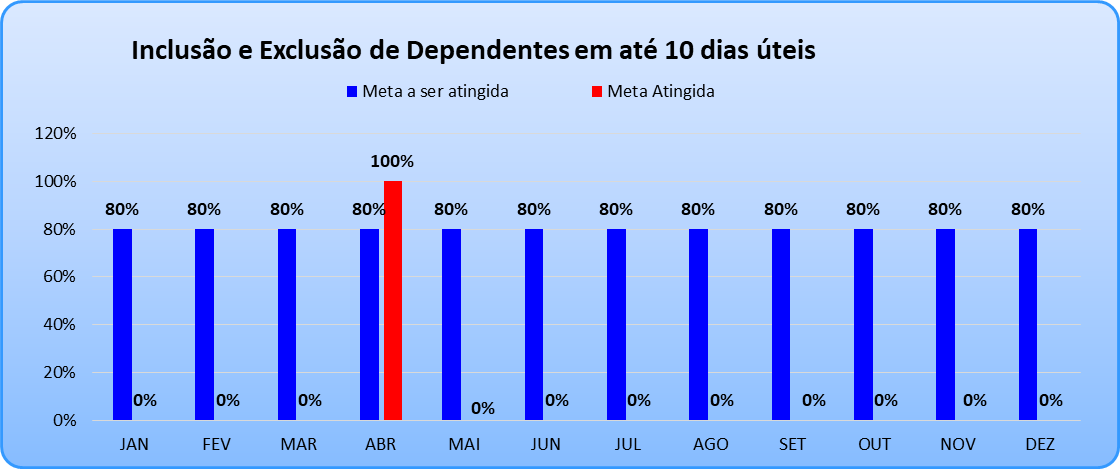 Inclusão e Exclusão de Dependentes em até 10 dias úteis
Meta a ser atingida Meta Atingida
120%
100%
80%
60%
40%
20%
0%
100%
80% 80% 80% 80% 80% 80% 80% 80% 80% 80% 80% 80%
0% 0% 0% 0% 0% 0% 0% 0% 0% 0% 0%
JAN FEV MAR ABR MAI JUN JUL AGO SET OUT NOV DEZ